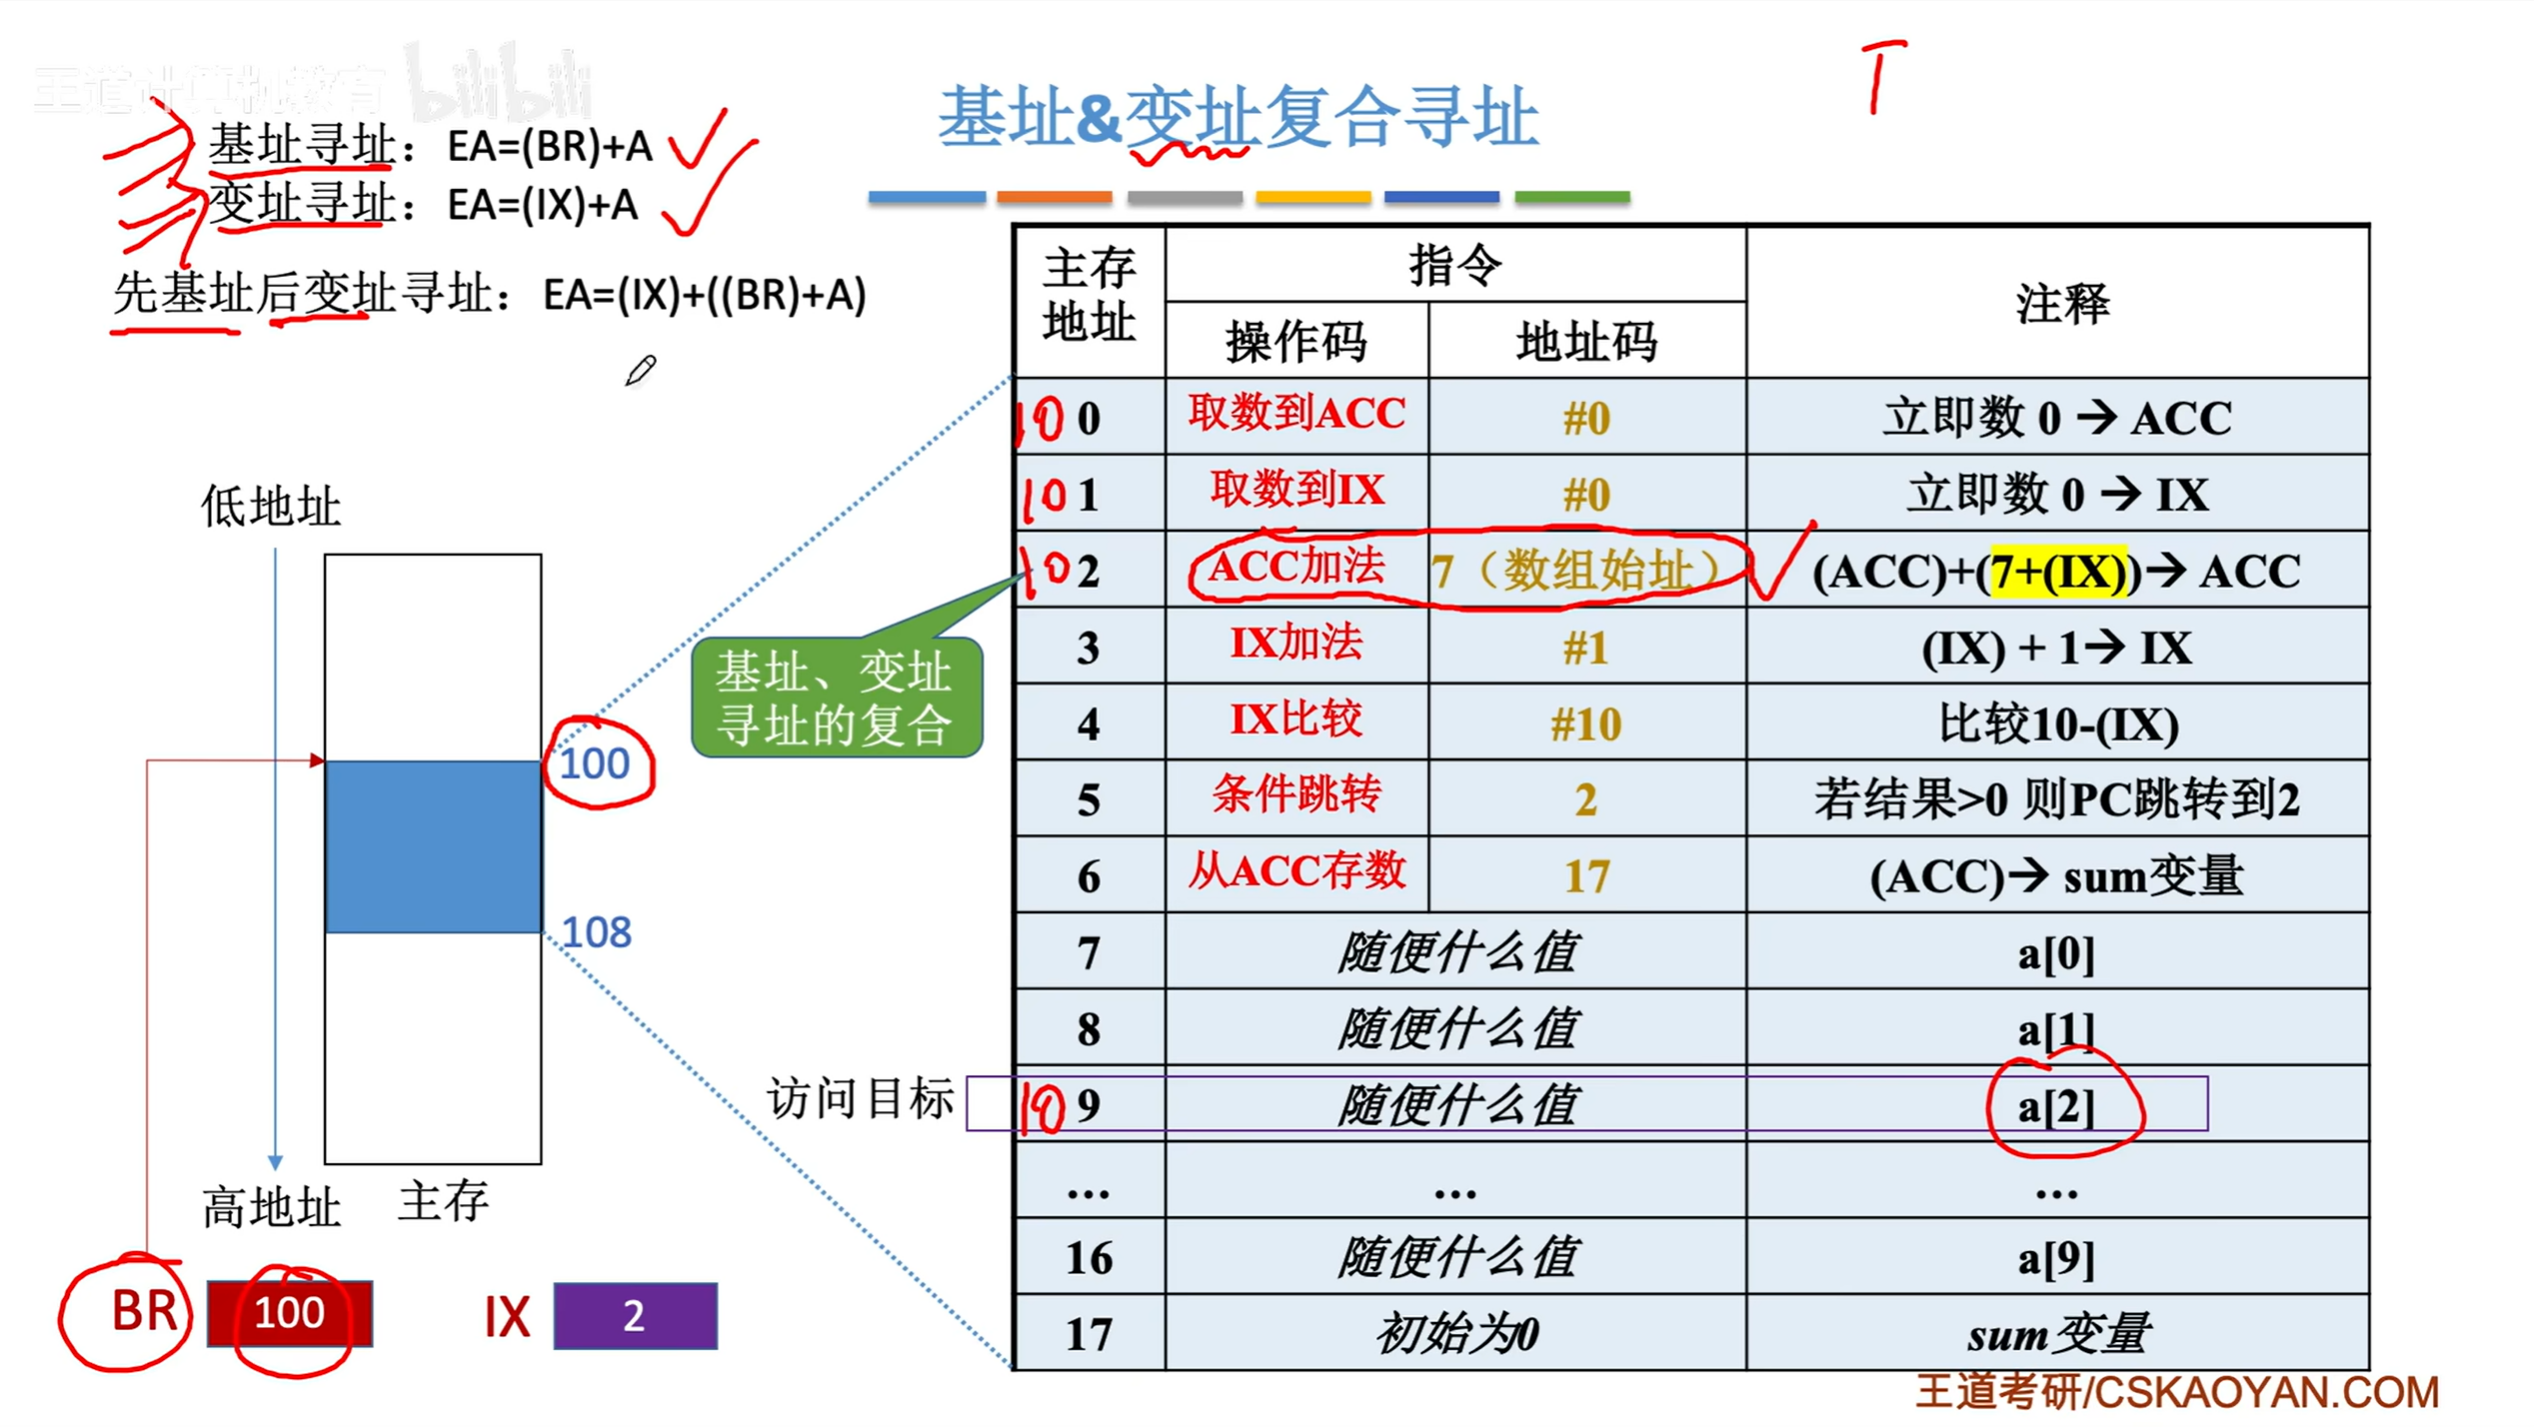 王道计算机教育 bilibili
T
基址&变址复合寻址
基址寻址：EA=(BR)+A
变址寻址：EA=(IX)+A
先基址后变址寻址：EA=(IX)+((BR)+A)
主存地址 指令 注释
操作码 地址码
10 0 取数到ACC #0 立即数 0 → ACC
10 1 取数到IX #0 立即数 0 → IX
10 2 ACC加法 7（数组始址） (ACC)+(7+(IX))→ ACC
3 IX加法 #1 (IX) + 1→ IX
4 IX比较 #10 比较10-(IX)
5 条件跳转 2 若结果>0 则PC跳转到2
6 从ACC存数 17 (ACC)→ sum变量
7 随便什么值 a[0]
8 随便什么值 a[1]
访问目标 10 9 随便什么值 a[2]
... ... ...
16 随便什么值 a[9]
17 初始为0 sum变量
基址、变址
寻址的复合
低地址
100
108
高地址 主存
BR 100 IX 2
王道考研/CSKAOYAN.COM